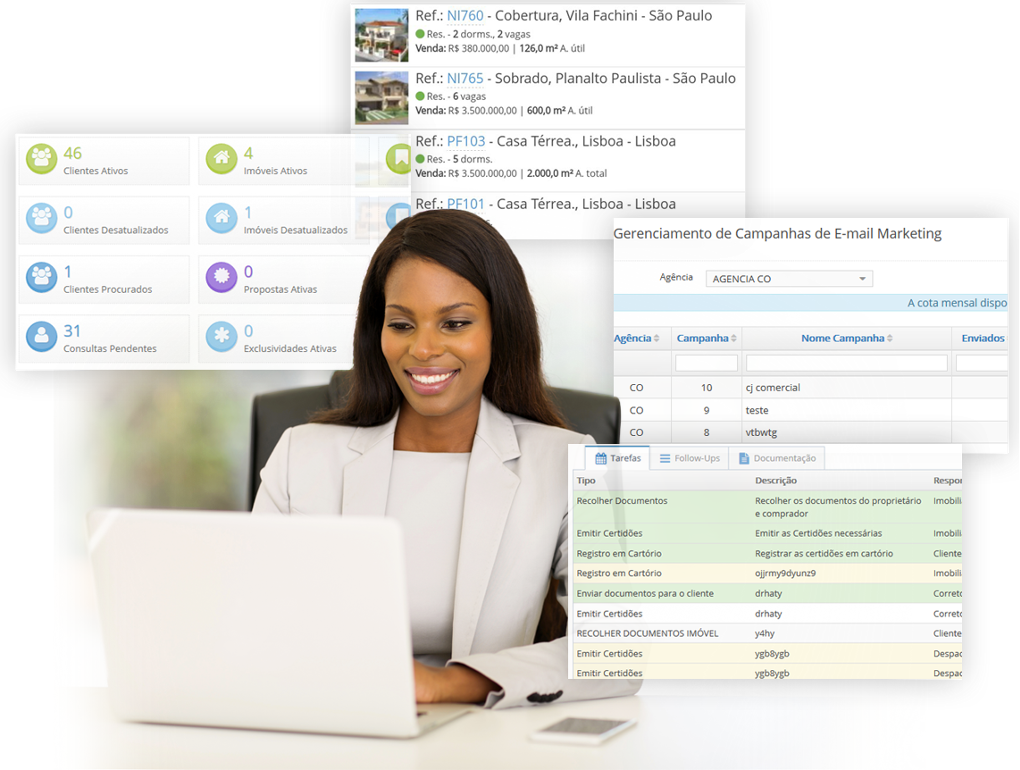 Ref.: NI760 - Cobertura, Vila Fachini - São Paulo
Res. - 2 dorms., 2 vagas
Venda: R$ 380.000,00 | 126,0 m² A. útil
Ref.: NI765 - Sobrado, Planalto Paulista - São Paulo
Res. - 6 vagas
Venda: R$ 3.500.000,00 | 600,0 m² A. útil
Ref.: PF103 - Casa Térrea., Lisboa - Lisboa
Res. - 5 dorms.
Venda: R$ 3.500.000,00 | 2.000,0 m² A. total
Ref.: PF101 - Casa Térrea., Lisboa - Lisboa
46
Clientes Ativos
4
Imóveis Ativos
0
Clientes Desatualizados
1
Imóveis Desatualizados
1
Clientes Procurados
0
Propostas Ativas
31
Consultas Pendentes
0
Exclusividades Ativas
Gerenciamento de Campanhas de E-mail Marketing
Agência AGENCIA CO
A cota mensal dispo
Agência Campanha Nome Campanha Enviados
CO 10 cj comercial
CO 9 teste
CO 8 vtbwtg
Tarefas Follow-Ups Documentação
Tipo Descrição Respon
Recolher Documentos Recolher os documentos do proprietário Imobili
e comprador
Emitir Certidões Emitir as Certidões necessárias Imobili
Registro em Cartório Registrar as certidões em cartório Cliente
Registro em Cartório ojjrmy9dyunz9 Imobili
Enviar documentos para o cliente drhaty Correto
Emitir Certidões drhaty Correto
RECOLHER DOCUMENTOS IMÓVEL y4hy Cliente
Emitir Certidões ygb8ygb Despac
Emitir Certidões ygb8ygb Despac